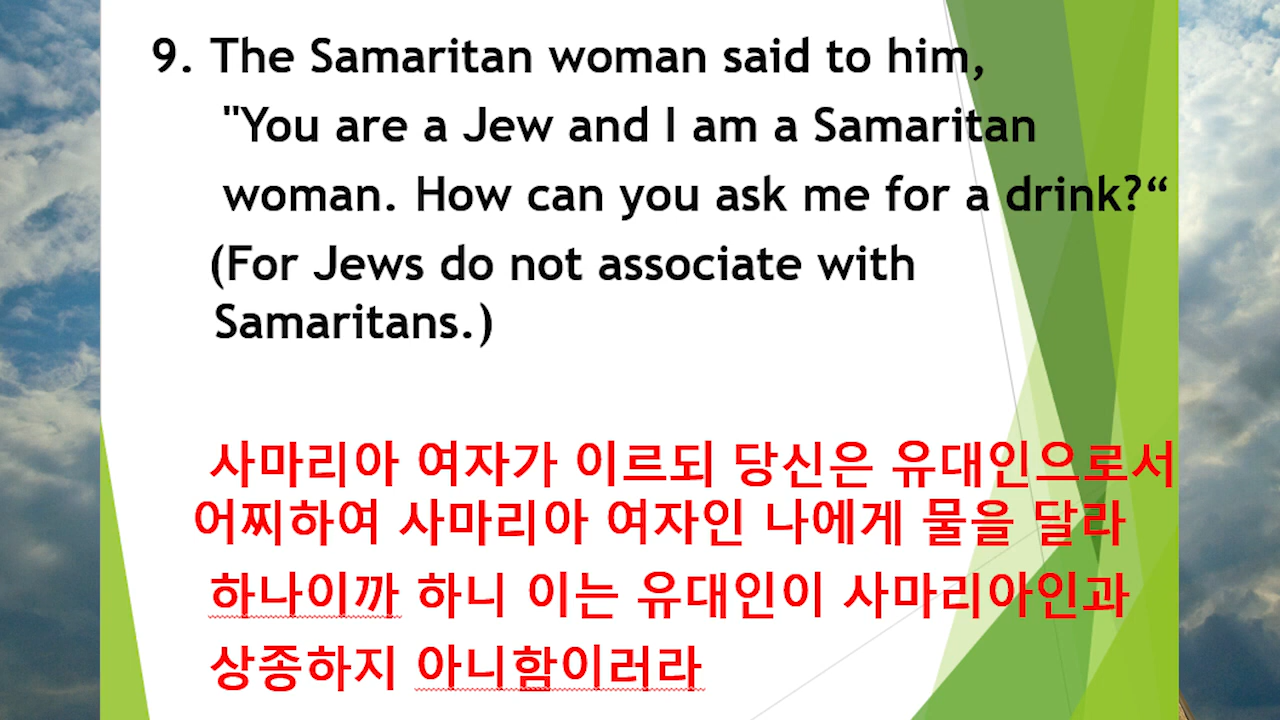 9. The Samaritan woman said to him,
"You are a Jew and I am a Samaritan
woman. How can you ask me for a drink?“
(For Jews do not associate with
Samaritans.)
사마리아 여자가 이르되 당신은 유대인으로서
어찌하여 사마리아 여자인 나에게 물을 달라
하나이까 하니 이는 유대인이 사마리아인과
상종하지 아니함이러라